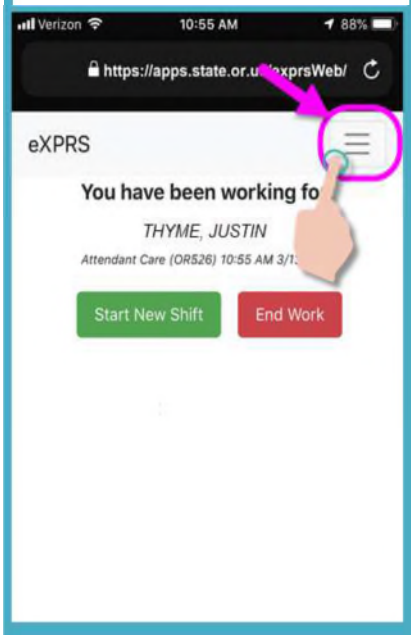 Verizon 10:55 AM 88%
https://apps.state.or.u /exprsWeb/
eXPRS
You have been working fo
THYME, JUSTIN
Attendant Care (OR526) 10:55 AM 3/1
Start New Shift End Work